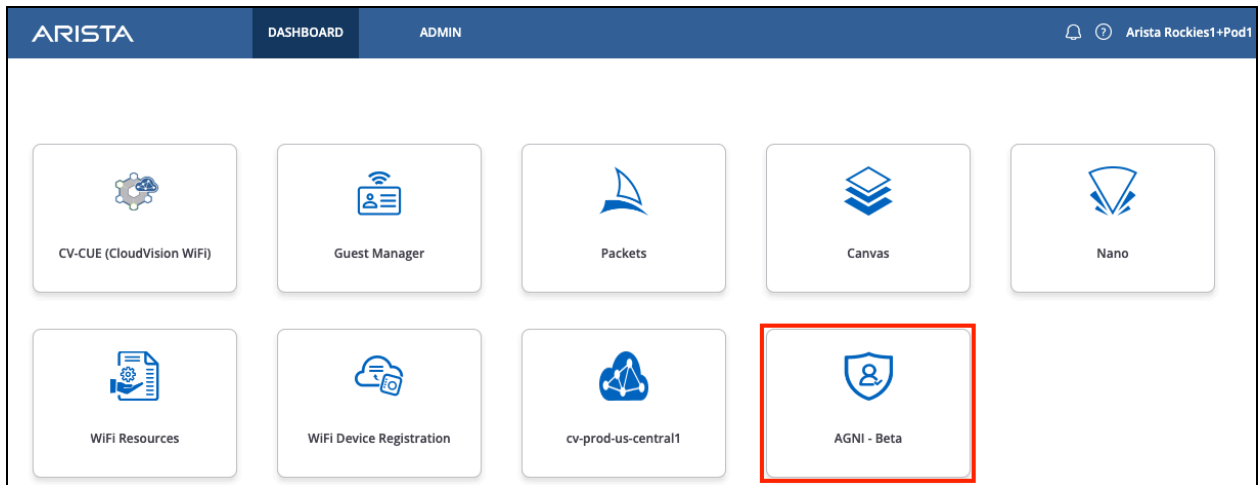 ARISTA DASHBOARD ADMIN ? Arista Rockies1+Pod1
CV-CUE (CloudVision WiFi) Guest Manager Packets Canvas Nano
WiFi Resources WiFi Device Registration cv-prod-us-central1 AGNI - Beta